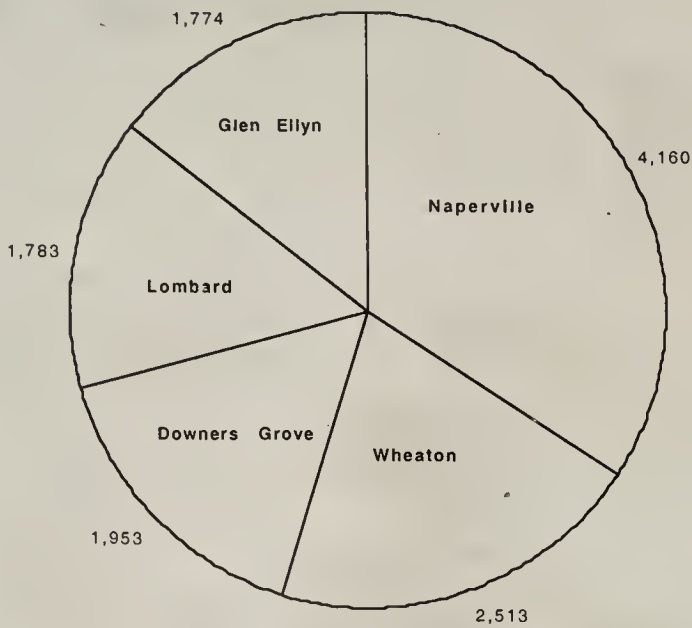 1,774
Glen Ellyn
4,160
Naperville
1,783
Lombard
Downers Grove
Wheaton
1,953
2,513